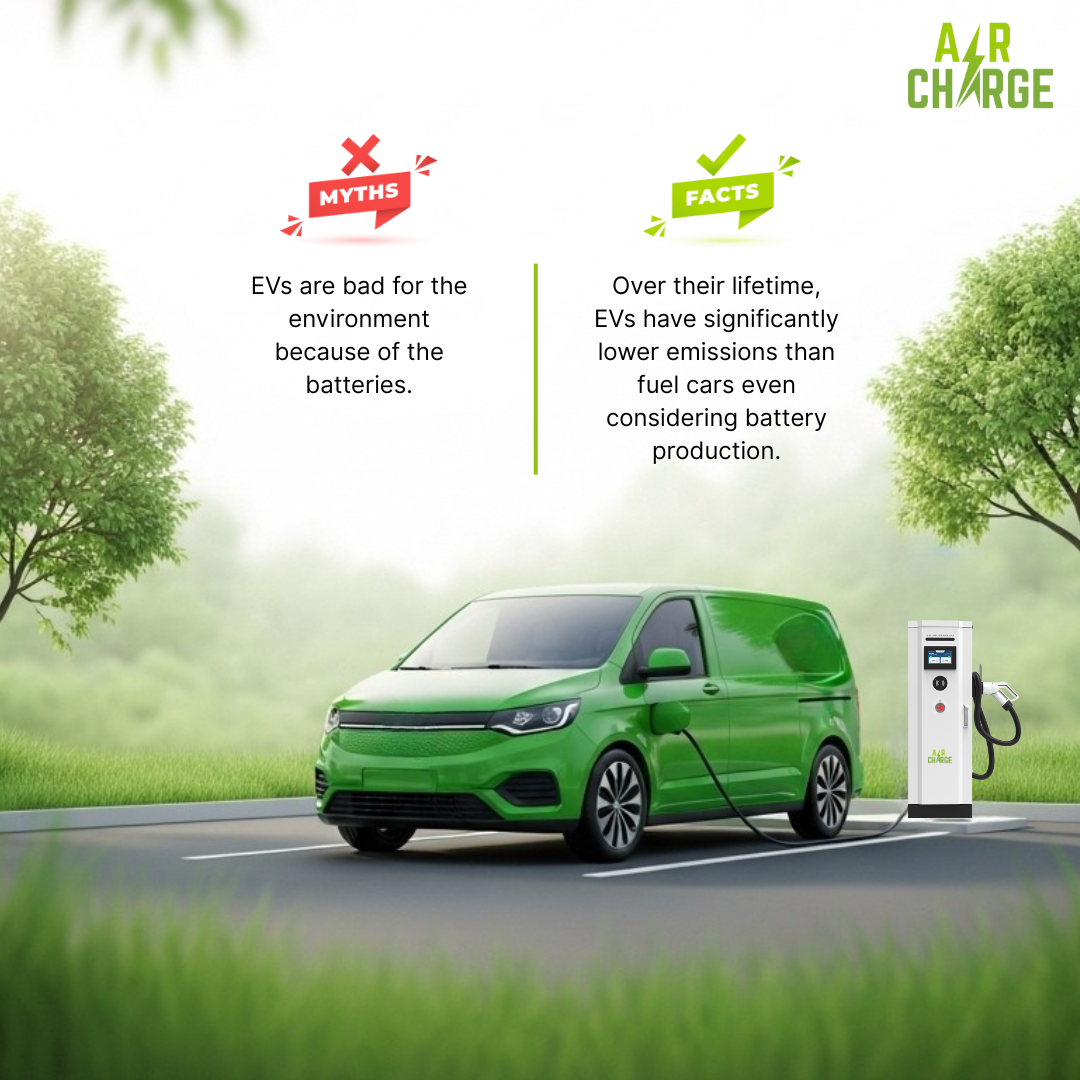 AIR
CHARGE
MYTHS
EVs are bad for the
environment
because of the
batteries.
FACTS
Over their lifetime,
EVs have significantly
lower emissions than
fuel cars even
considering battery
production.
AIR
CHARGE